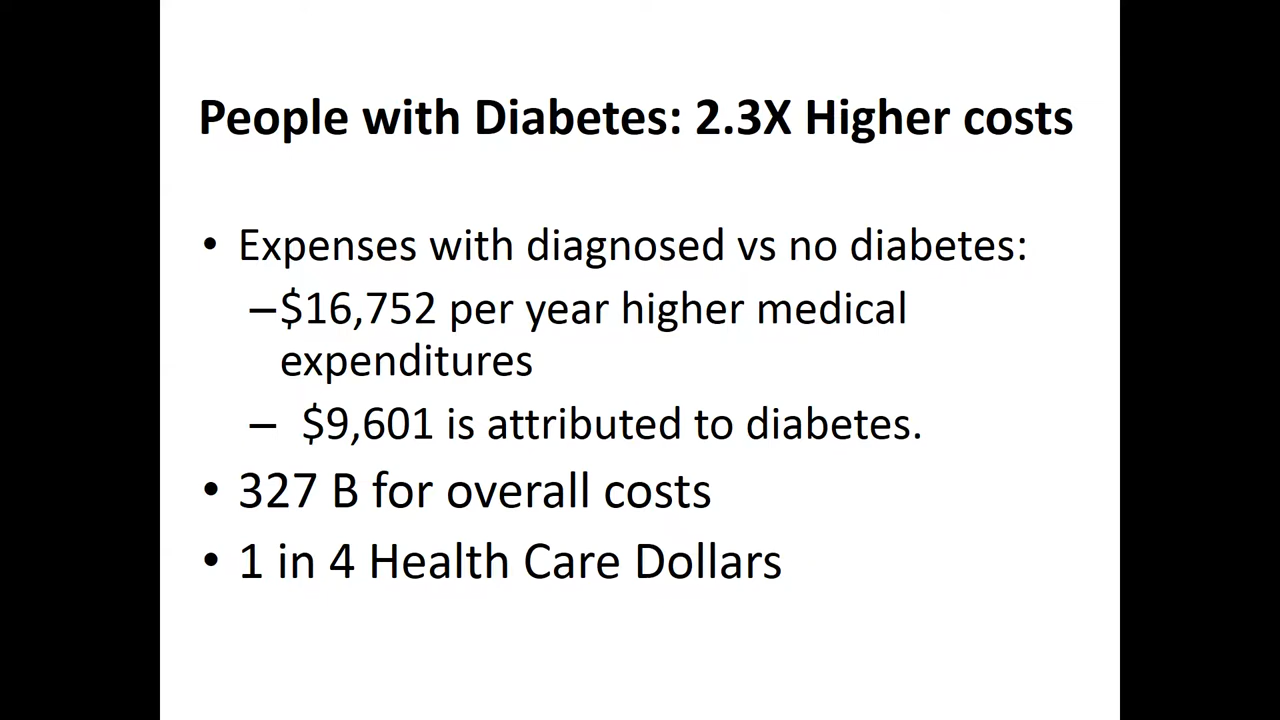 People with Diabetes: 2.3X Higher costs
• Expenses with diagnosed vs no diabetes:
–$16,752 per year higher medical
expenditures
– $9,601 is attributed to diabetes.
• 327 B for overall costs
• 1 in 4 Health Care Dollars